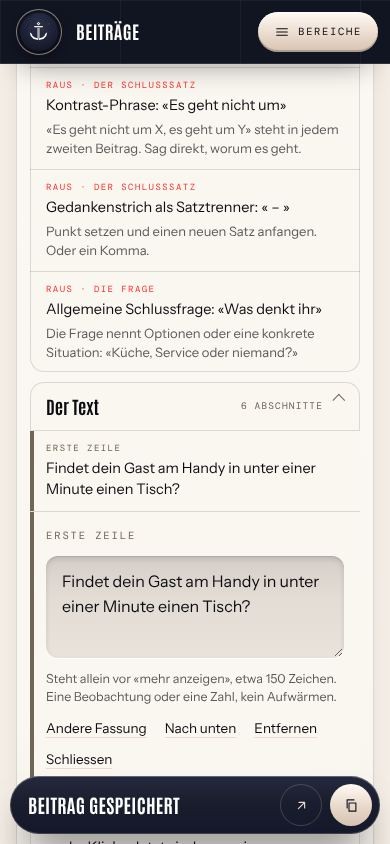 BEITRÄGE
BEREICHE
RAUS · DER SCHLUSSSATZ
Kontrast-Phrase: «Es geht nicht um»
«Es geht nicht um X, es geht um Y» steht in jedem
zweiten Beitrag. Sag direkt, worum es geht.
RAUS · DER SCHLUSSSATZ
Gedankenstrich als Satztrenner: « – »
Punkt setzen und einen neuen Satz anfangen.
Oder ein Komma.
RAUS · DIE FRAGE
Allgemeine Schlussfrage: «Was denkt ihr»
Die Frage nennt Optionen oder eine konkrete
Situation: «Küche, Service oder niemand?»
Der Text
6 ABSCHNITTE
ERSTE ZEILE
Findet dein Gast am Handy in unter einer
Minute einen Tisch?
ERSTE ZEILE
Findet dein Gast am Handy in unter
einer Minute einen Tisch?
Steht allein vor «mehr anzeigen», etwa 150 Zeichen.
Eine Beobachtung oder eine Zahl, kein Aufwärmen.
Andere Fassung Nach unten Entfernen
Schliessen
BEITRAG GESPEICHERT